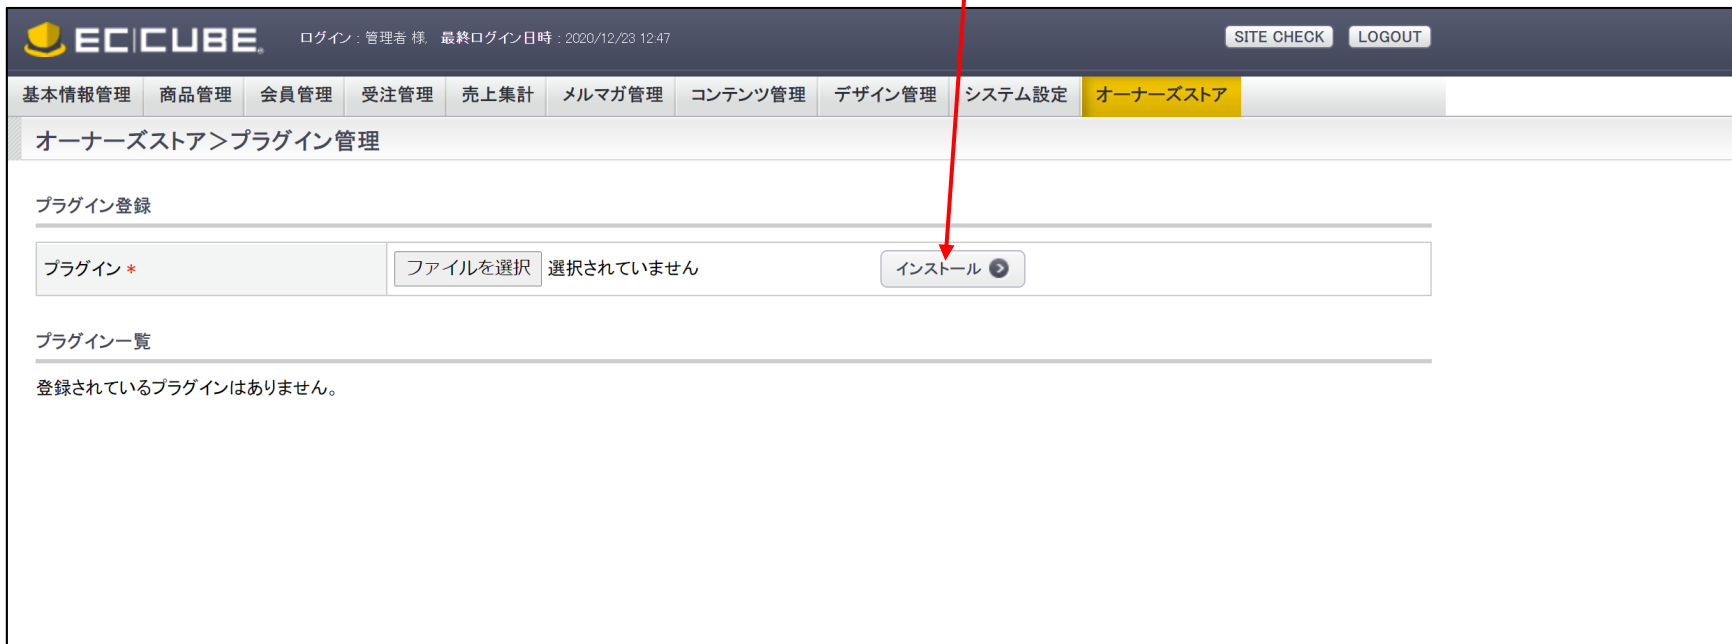 EC CUBE® ログイン : 管理者 様, 最終ログイン日時 : 2020/12/23 12:47 SITE CHECK LOGOUT
基本情報管理 商品管理 会員管理 受注管理 売上集計 メルマガ管理 コンテンツ管理 デザイン管理 システム設定 オーナーズストア
オーナーズストア＞プラグイン管理
プラグイン登録
プラグイン * ファイルを選択 選択されていません インストール
プラグイン一覧
登録されているプラグインはありません。